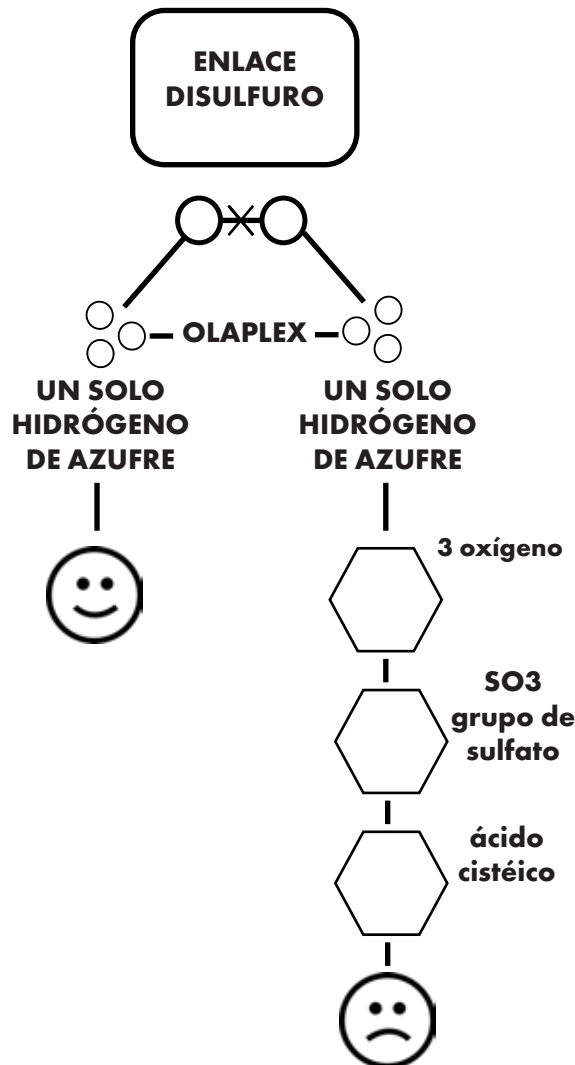 ENLACE
DISULFURO
OLAPLEX
UN SOLO
HIDRÓGENO
DE AZUFRE
UN SOLO
HIDRÓGENO
DE AZUFRE
3 oxígeno
SO3
grupo de
sulfato
ácido
cistéico